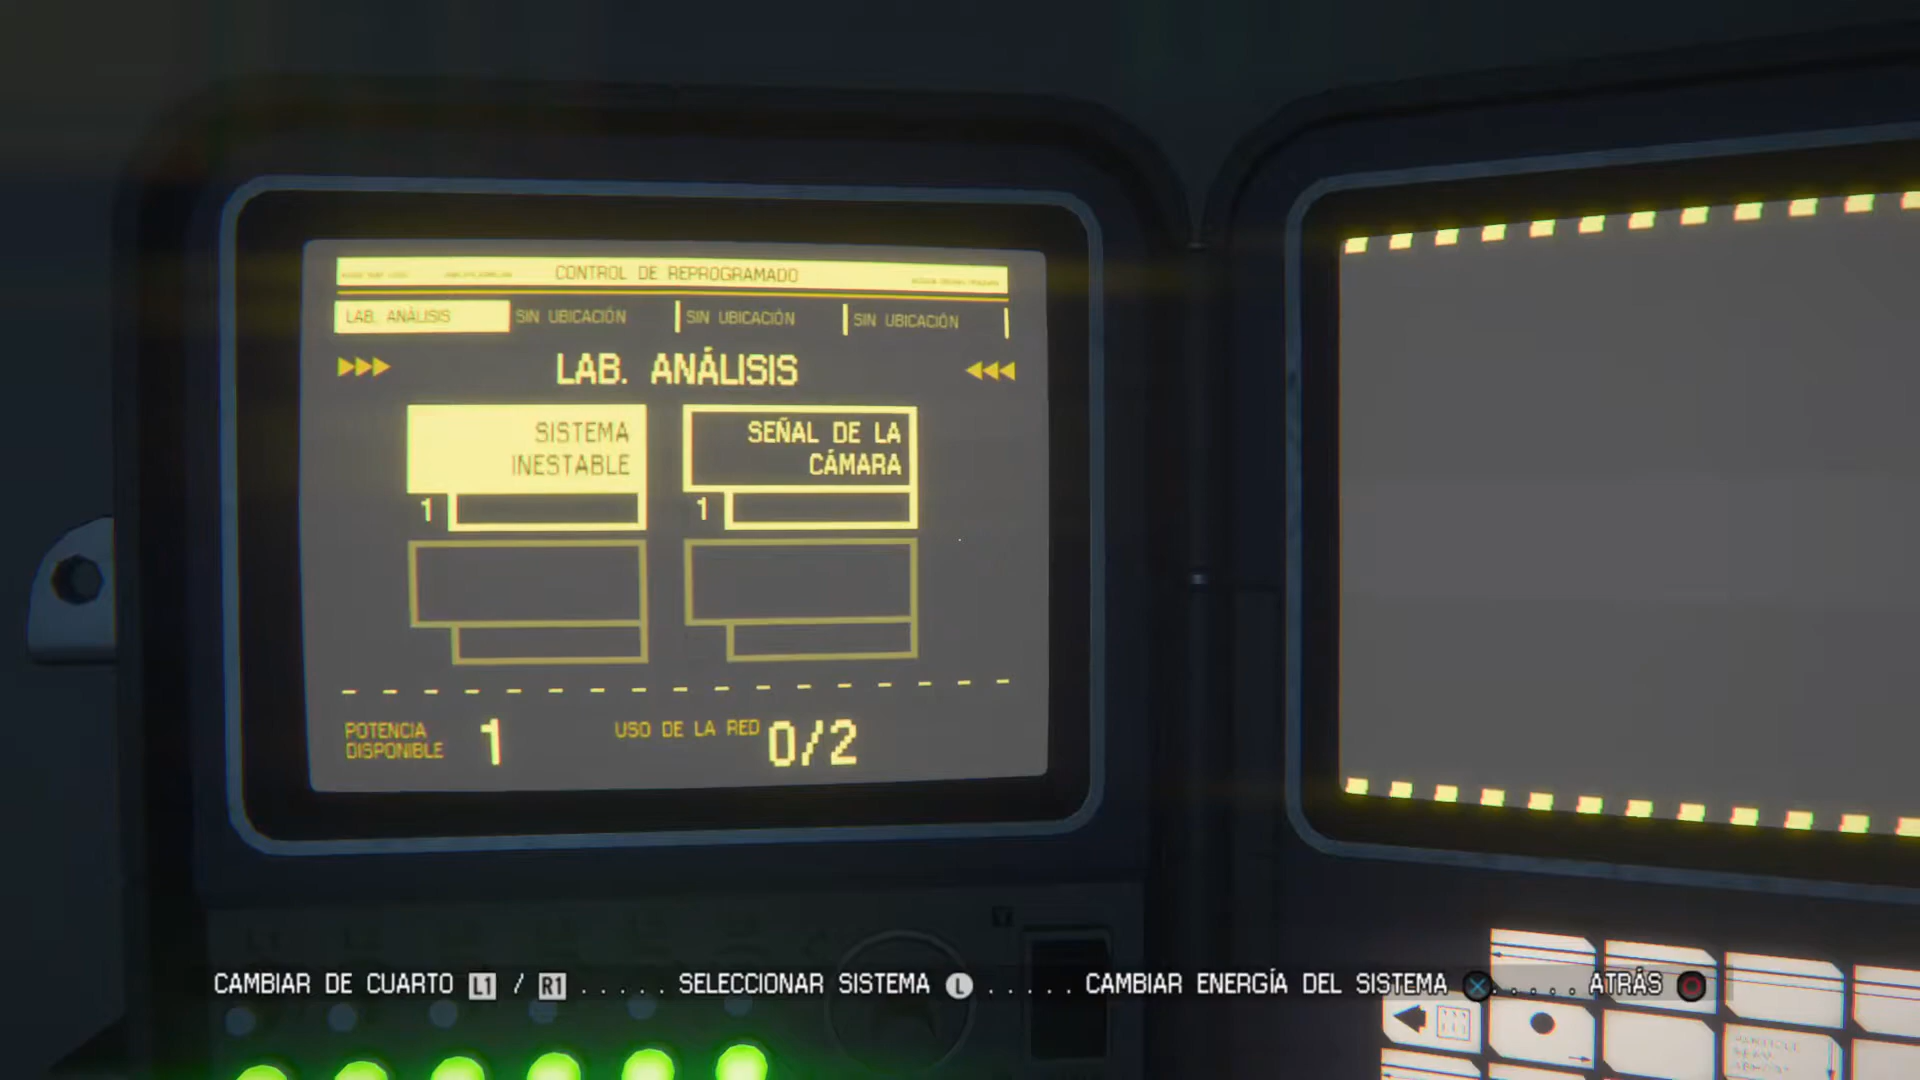 CONTROL DE REPROGRAMADO
LAB. ANÁLISIS SIN UBICACIÓN SIN UBICACIÓN SIN UBICACIÓN
LAB. ANÁLISIS
SISTEMA
INESTABLE
1
SEÑAL DE LA
CÁMARA
1
POTENCIA
DISPONIBLE
1
USO DE LA RED 0/2
CAMBIAR DE CUARTO L1 / R1 ..... SELECCIONAR SISTEMA L ..... CAMBIAR ENERGÍA DEL SISTEMA ..... ATRÁS